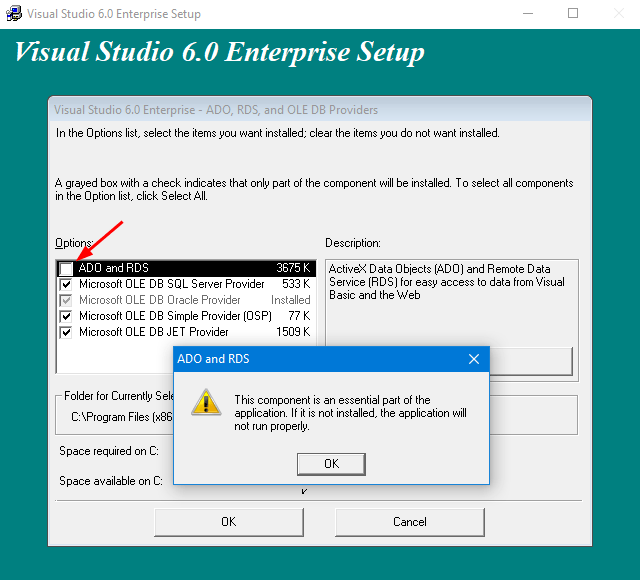 Visual Studio 6.0 Enterprise Setup
Visual Studio 6.0 Enterprise Setup
Visual Studio 6.0 Enterprise - ADO, RDS, and OLE DB Providers
In the Options list, select the items you want installed; clear the items you do not want installed.
A grayed box with a check indicates that only part of the component will be installed. To select all components
in the Option list, click Select All.
Options:
Description:
ADO and RDS 3675 K
Microsoft OLE DB SQL Server Provider 533 K
Microsoft OLE DB Oracle Provider Installed
Microsoft OLE DB Simple Provider (OSP) 77 K
Microsoft OLE DB JET Provider 1509 K
ActiveX Data Objects (ADO) and Remote Data
Service (RDS) for easy access to data from Visual
Basic and the Web
ADO and RDS
This component is an essential part of the
application. If it is not installed, the application will
not run properly.
OK
Folder for Currently Sele
C:\Program Files (x86
Space required on C:
Space available on C:
OK
Cancel